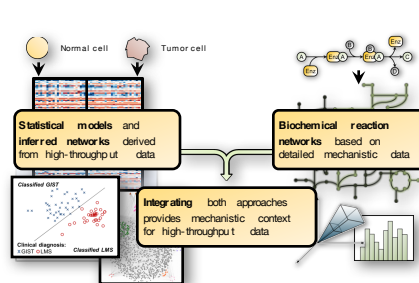 Normal cell
Tumor cell
A
Enz
Enz
A
B
Enz
A
B
C
D
Statistical models and
inferred networks derived
from high-throughput data
Biochemical reaction
networks based on
detailed mechanistic data
Integrating both approaches
provides mechanistic context
for high-throughput data
Classified GIST
Clinical diagnosis:
×GIST ○LMS
Classified LMS